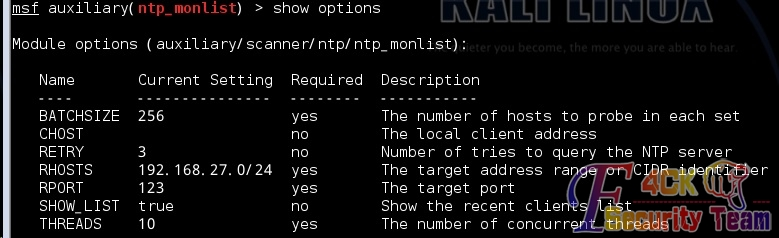 KALI LINUX
msf auxiliary(ntp_monlist) > show options
meter you become, the more you are able to hear.
Module options (auxiliary/scanner/ntp/ntp_monlist):
Name Current Setting Required Description
---- --------------- -------- -----------
BATCHSIZE 256 yes The number of hosts to probe in each set
CHOST no The local client address
RETRY 3 no Number of tries to query the NTP server
RHOSTS 192.168.27.0/24 yes The target address range or CIDR identifier
RPORT 123 yes The target port
SHOW_LIST true no Show the recent clients list
THREADS 10 yes The number of concurrent threads
F4CK
Security Team